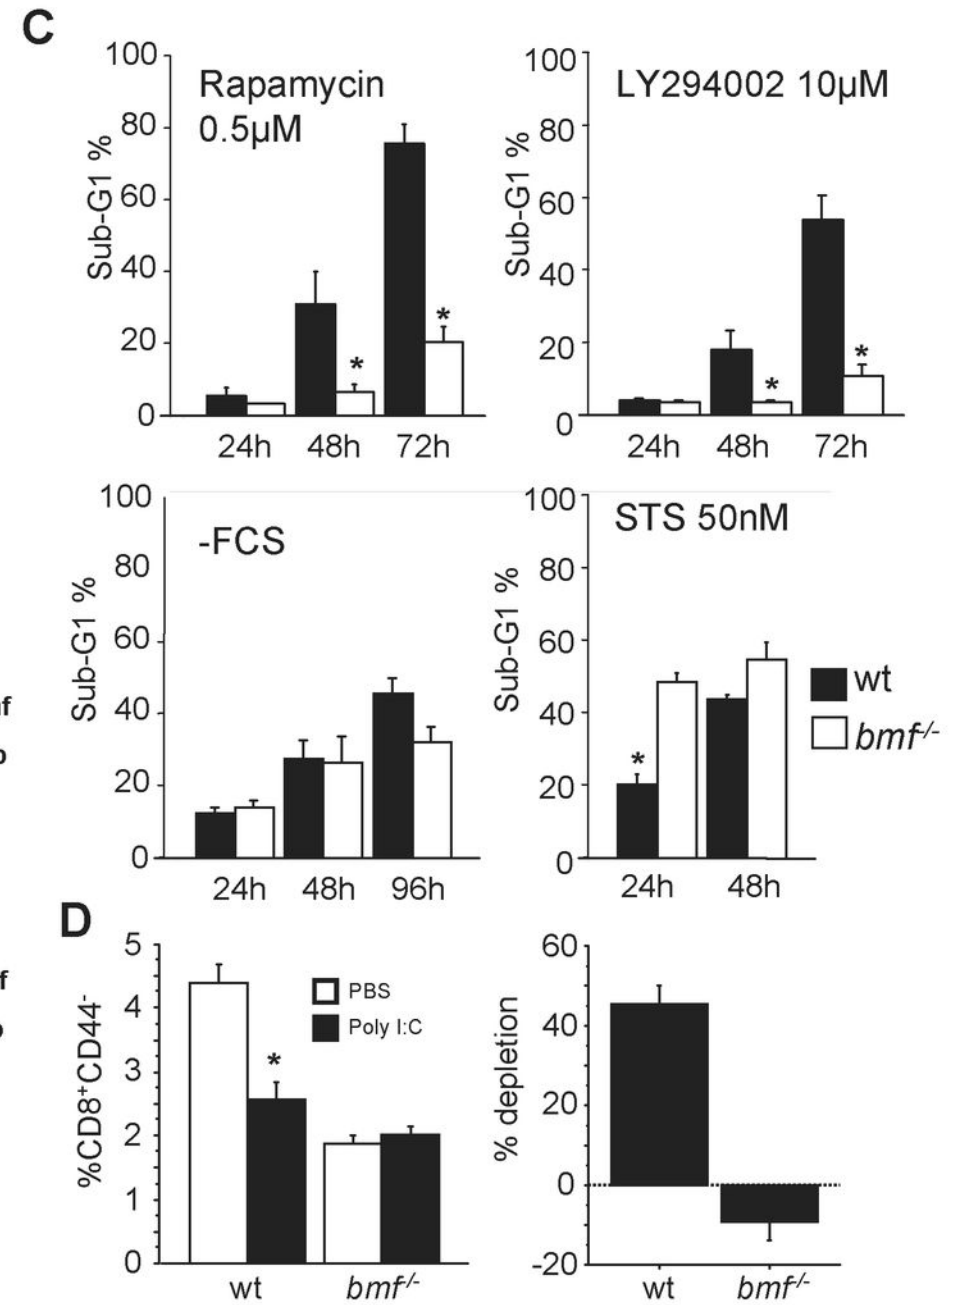 C
Rapamycin
0.5µM
Sub-G1 %
100
80
60
40
20
0
24h 48h 72h
*
*
LY294002 10µM
Sub-G1 %
100
80
60
40
20
0
24h 48h 72h
*
*
-FCS
Sub-G1 %
100
80
60
40
20
0
24h 48h 96h
STS 50nM
Sub-G1 %
100
80
60
40
20
0
24h 48h
*
wt
bmf-/-
D
%CD8+CD44-
5
4
3
2
1
0
PBS
Poly I:C
*
wt bmf-/-
% depletion
60
40
20
0
-20
wt bmf-/-